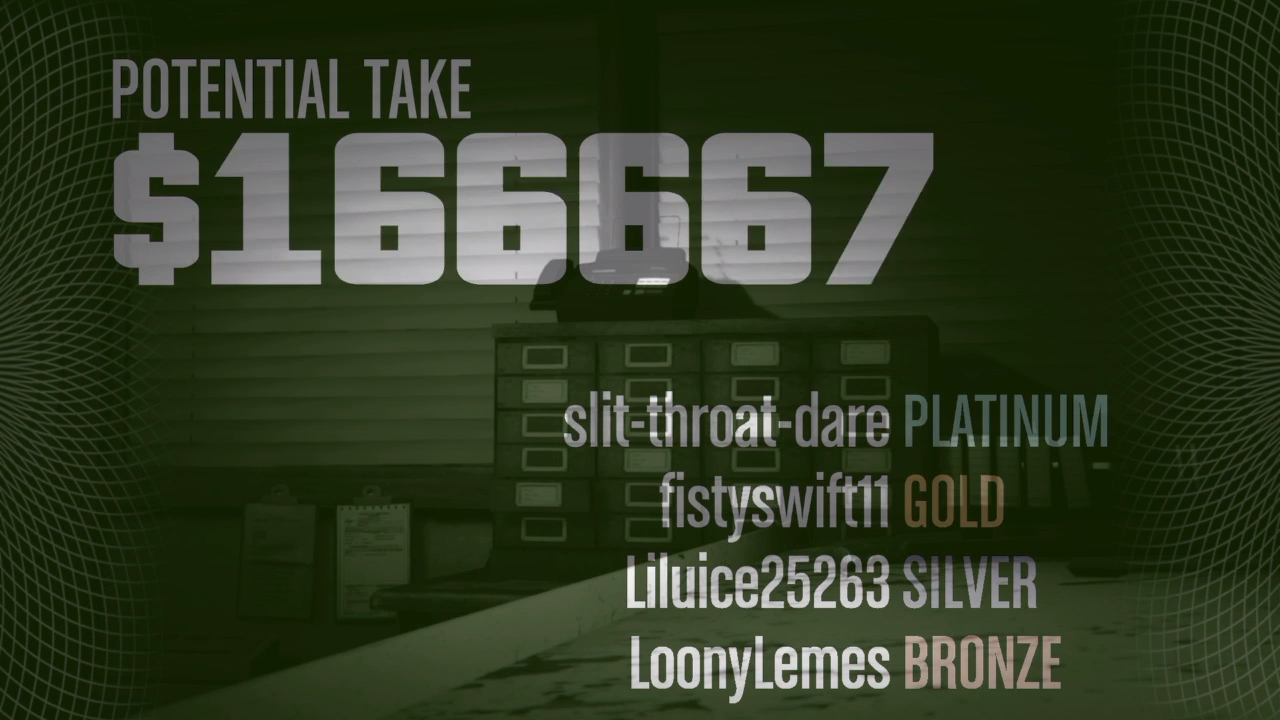 POTENTIAL TAKE
$166667
slit-throat-dare PLATINUM
fistyswift11 GOLD
Liluice25263 SILVER
LoonyLemes BRONZE